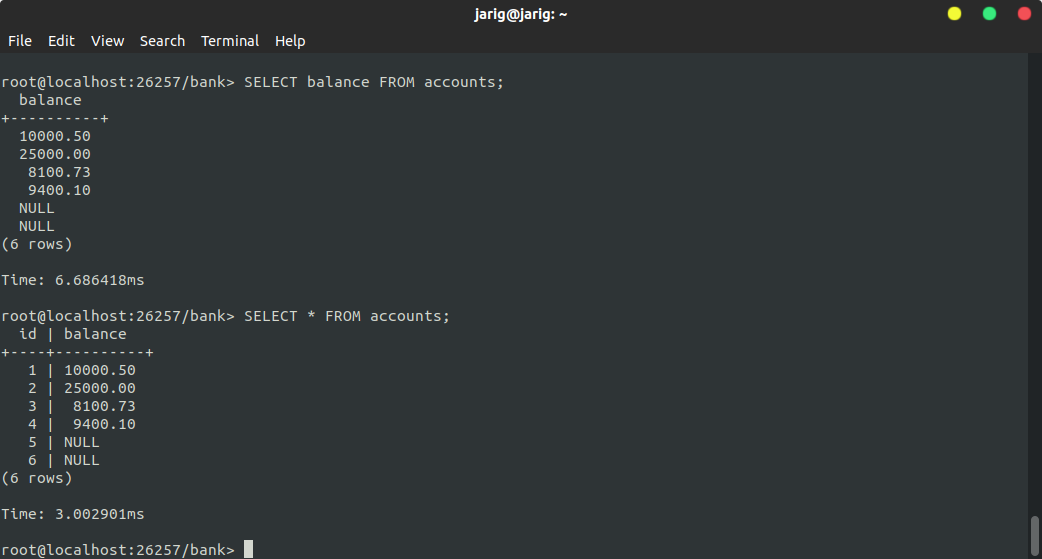 jarig@jarig: ~
File Edit View Search Terminal Help
root@localhost:26257/bank> SELECT balance FROM accounts;
  balance
+----------+
  10000.50
  25000.00
   8100.73
   9400.10
  NULL
  NULL
(6 rows)
Time: 6.686418ms
root@localhost:26257/bank> SELECT * FROM accounts;
  id | balance
+----+----------+
   1 | 10000.50
   2 | 25000.00
   3 |  8100.73
   4 |  9400.10
   5 | NULL
   6 | NULL
(6 rows)
Time: 3.002901ms
root@localhost:26257/bank>